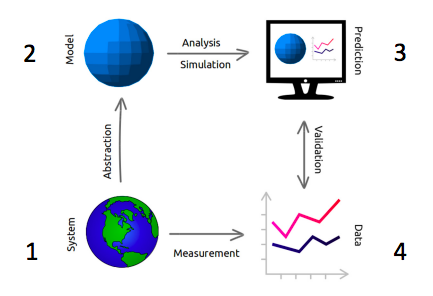 2
Model
Analysis
Simulation
Prediction
3
Abstraction
Validation
1
System
Measurement
Data
4